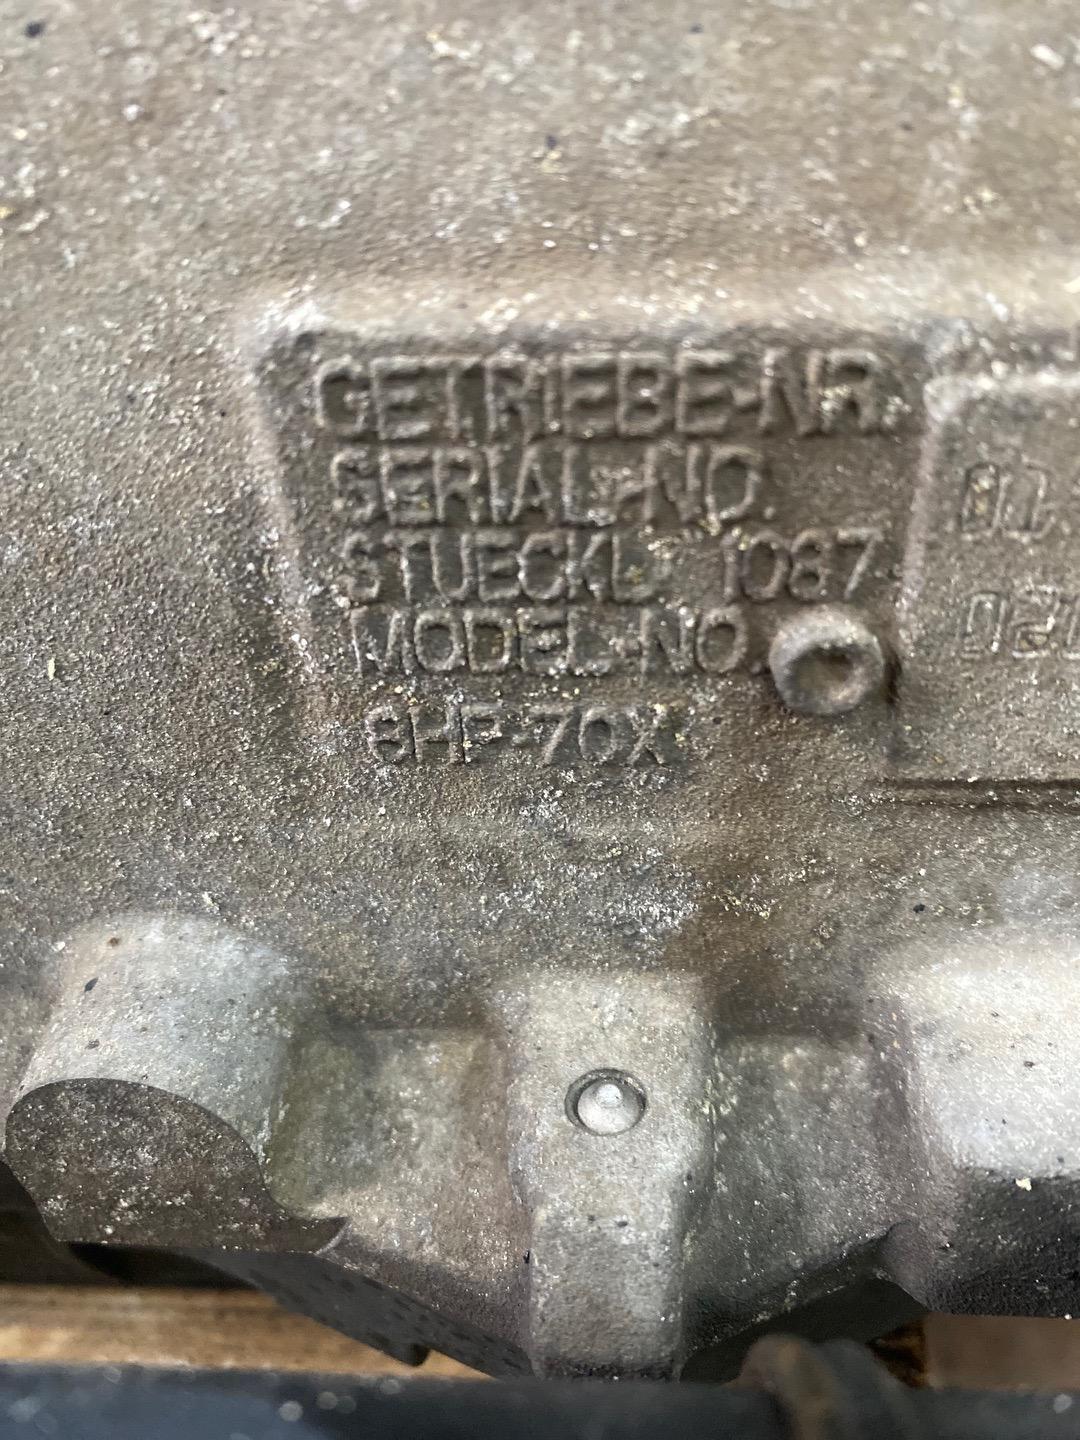 GETRIEBE-NR.
SERIAL-NO.
STUECKL. 1087
MODEL-NO.
8HP-70X